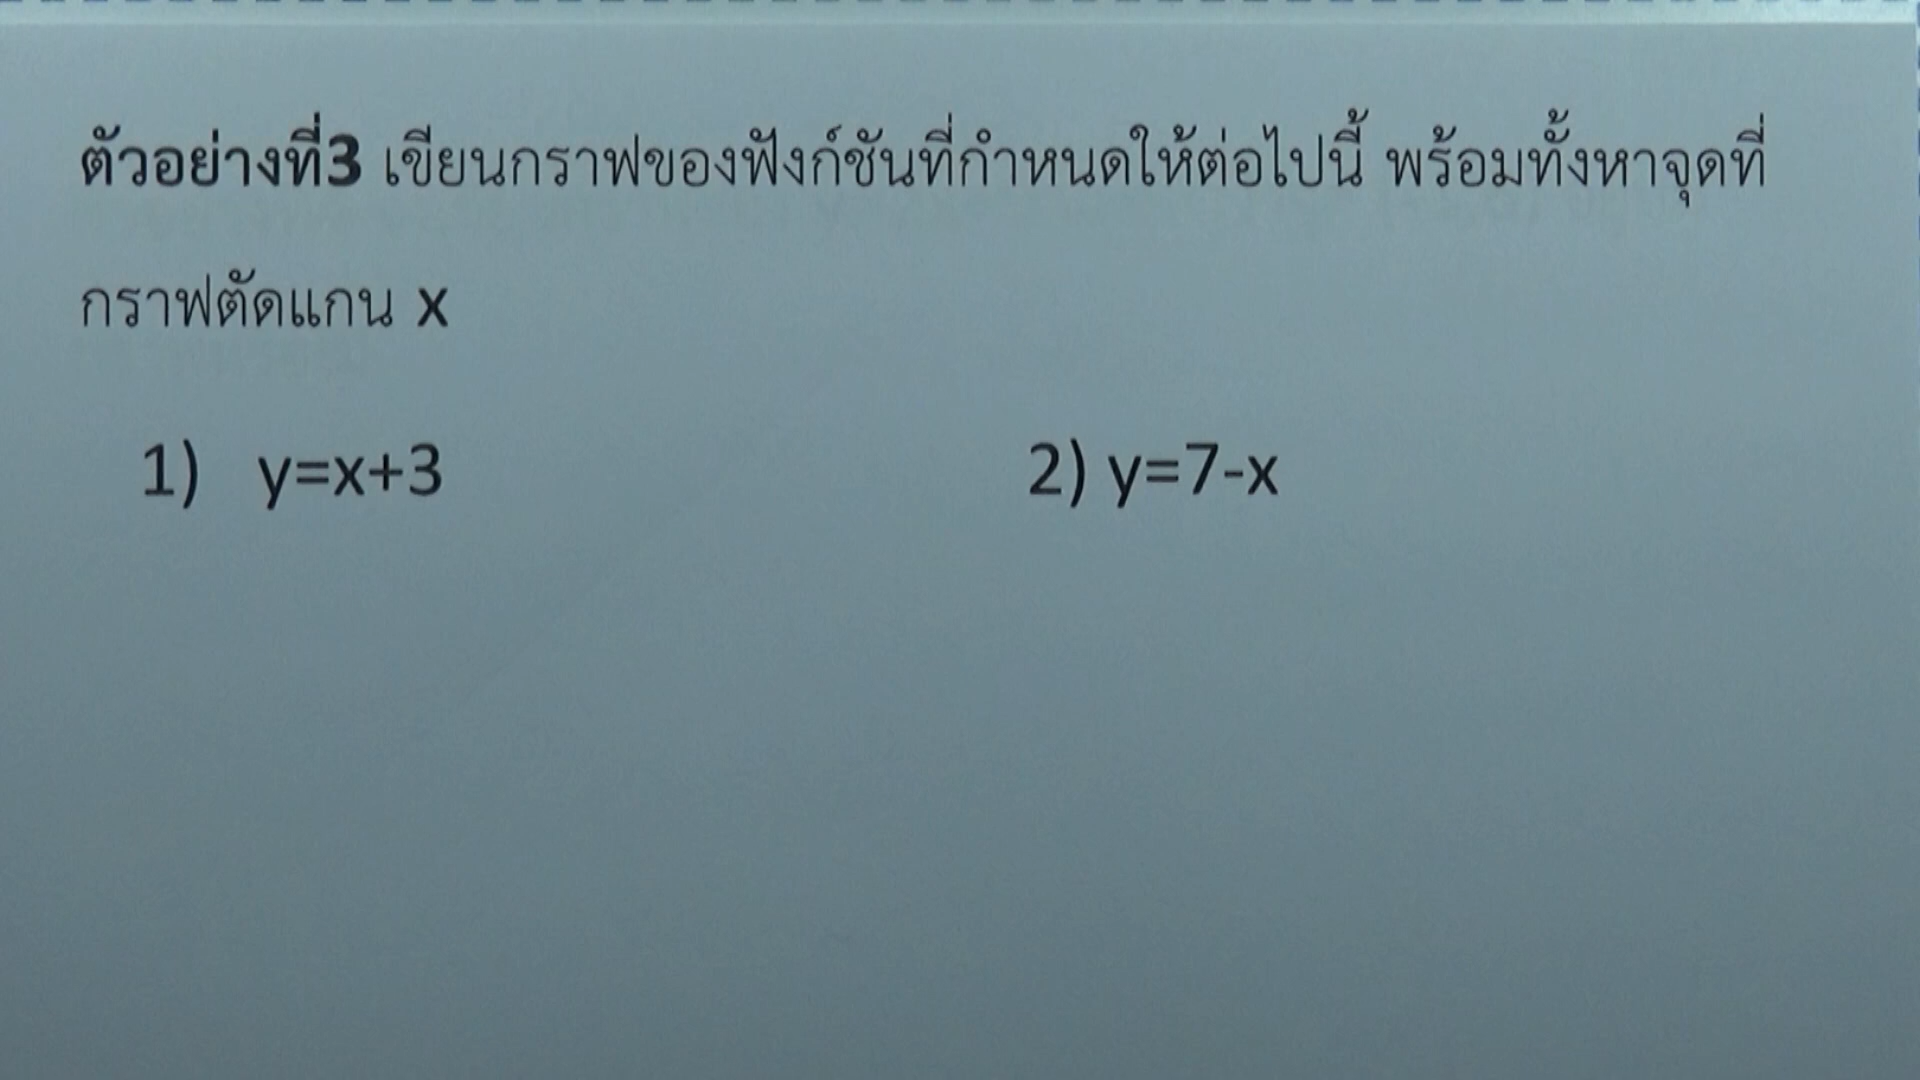 ตัวอย่างที่3 เขียนกราฟของฟังก์ชันที่กำหนดให้ต่อไปนี้ พร้อมทั้งหาจุดที่
กราฟตัดแกน x
1) y=x+3 2) y=7-x